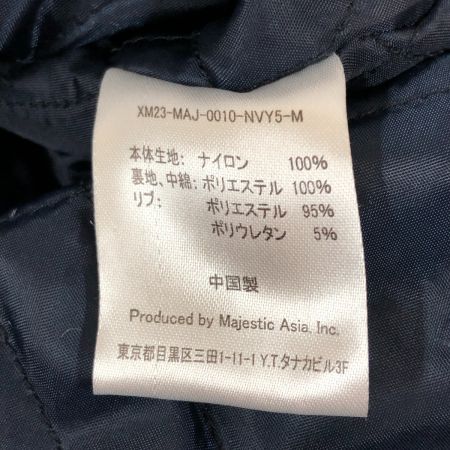 XM23-MAJ-0010-NVY5-M
本体生地: ナイロン 100%
裏地、中綿: ポリエステル 100%
リブ: ポリエステル 95%
ポリウレタン 5%
中国製
Produced by Majestic Asia, Inc.
東京都目黒区三田1-11-1 Y.T.タナカビル3F